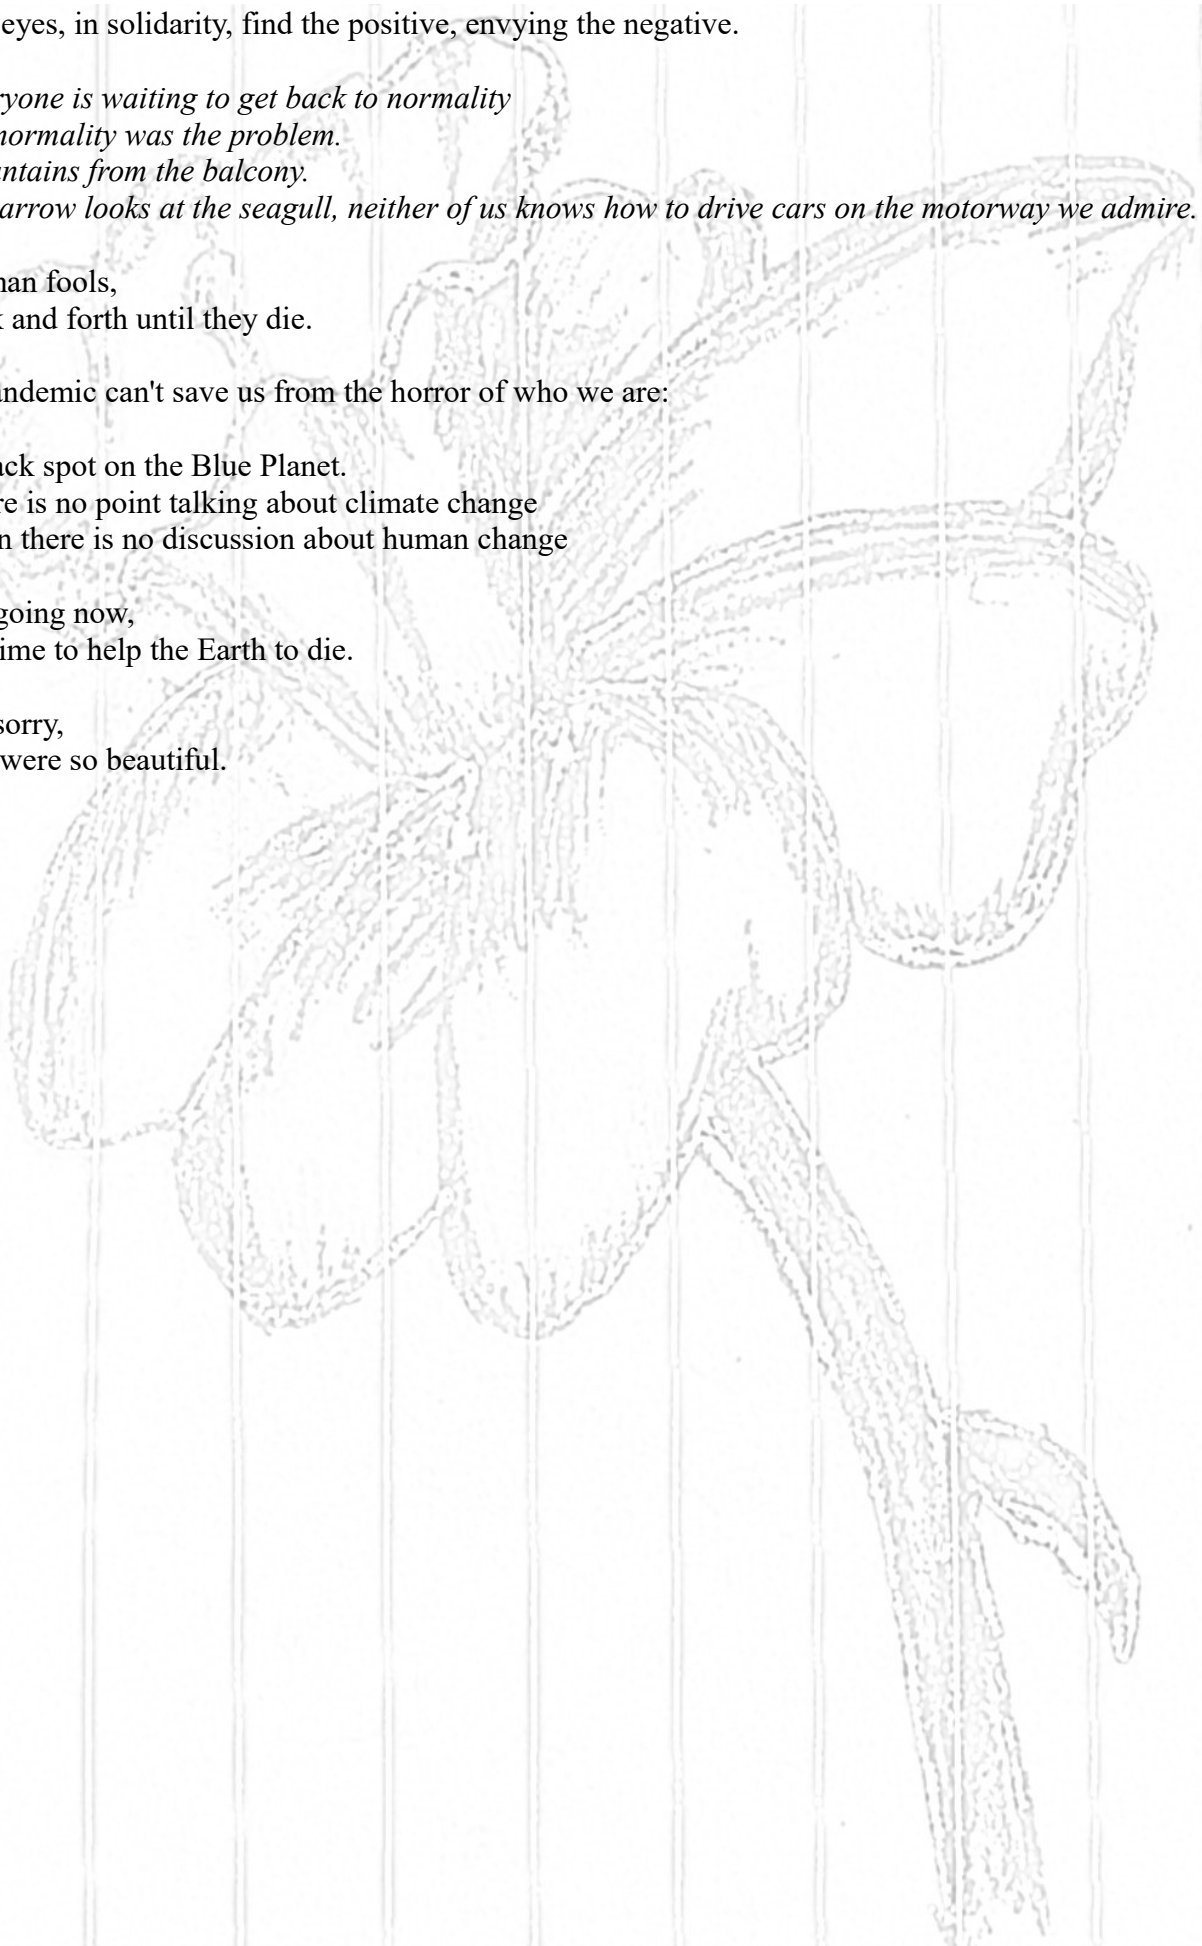 eyes, in solidarity, find the positive, envying the negative.
ryone is waiting to get back to normality
normality was the problem.
untains from the balcony.
arrow looks at the seagull, neither of us knows how to drive cars on the motorway we admire.
nan fools,
k and forth until they die.
andemic can't save us from the horror of who we are:
ack spot on the Blue Planet.
re is no point talking about climate change
n there is no discussion about human change
going now,
ime to help the Earth to die.
sorry,
were so beautiful.